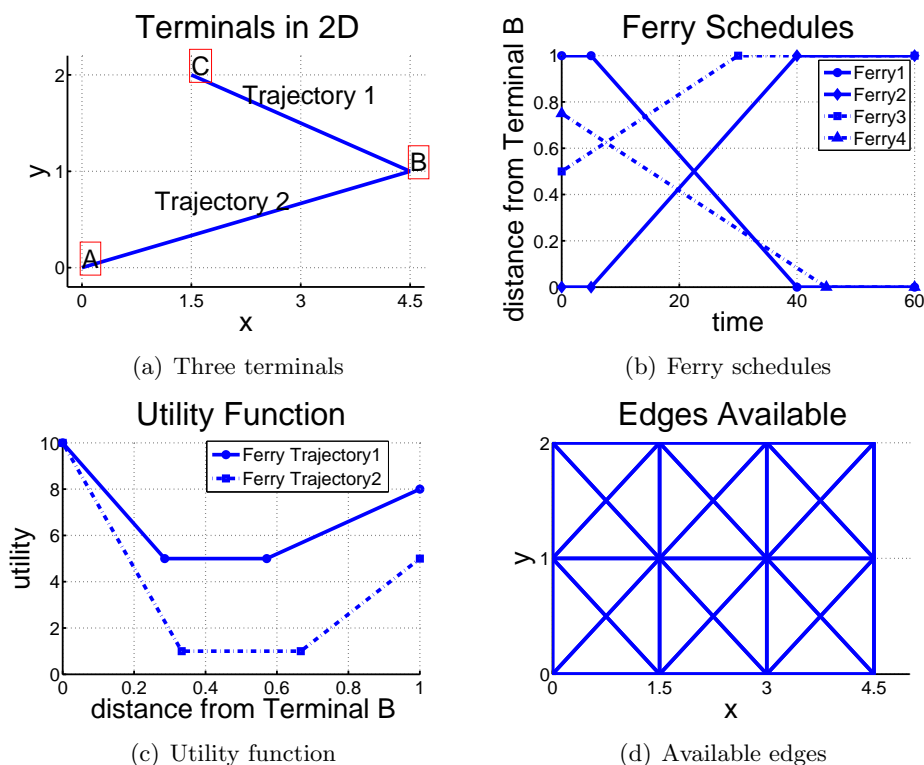 Terminals in 2D
y
2
1
0
C
Trajectory 1
B
Trajectory 2
A
0
1.5
3
4.5
x
(a) Three terminals
Ferry Schedules
distance from Terminal B
1
0.8
0.6
0.4
0.2
0
Ferry1
Ferry2
Ferry3
Ferry4
0
20
40
60
time
(b) Ferry schedules
Utility Function
utility
10
8
6
4
2
0
Ferry Trajectory1
Ferry Trajectory2
0
0.2
0.4
0.6
0.8
1
distance from Terminal B
(c) Utility function
Edges Available
y
2
1
0
0
1.5
3
4.5
x
(d) Available edges